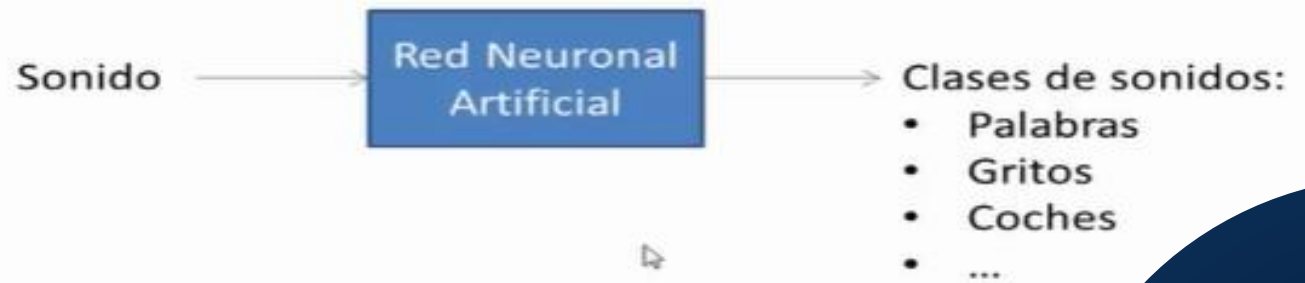 Sonido
Red Neuronal
Artificial
Clases de sonidos:
• Palabras
• Gritos
• Coches
• ...